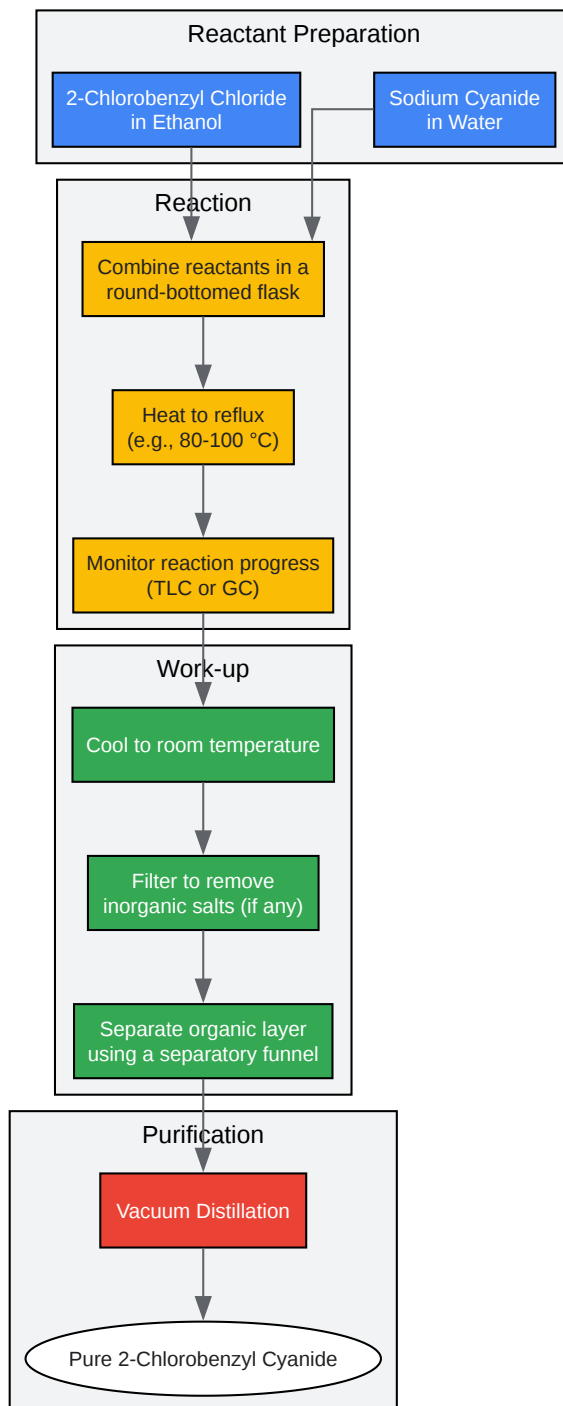 Reactant Preparation
2-Chlorobenzyl Chloride
in Ethanol
Sodium Cyanide
in Water
Reaction
Combine reactants in a
round-bottomed flask
Heat to reflux
(e.g., 80-100 °C)
Monitor reaction progress
(TLC or GC)
Work-up
Cool to room temperature
Filter to remove
inorganic salts (if any)
Separate organic layer
using a separatory funnel
Purification
Vacuum Distillation
Pure 2-Chlorobenzyl Cyanide